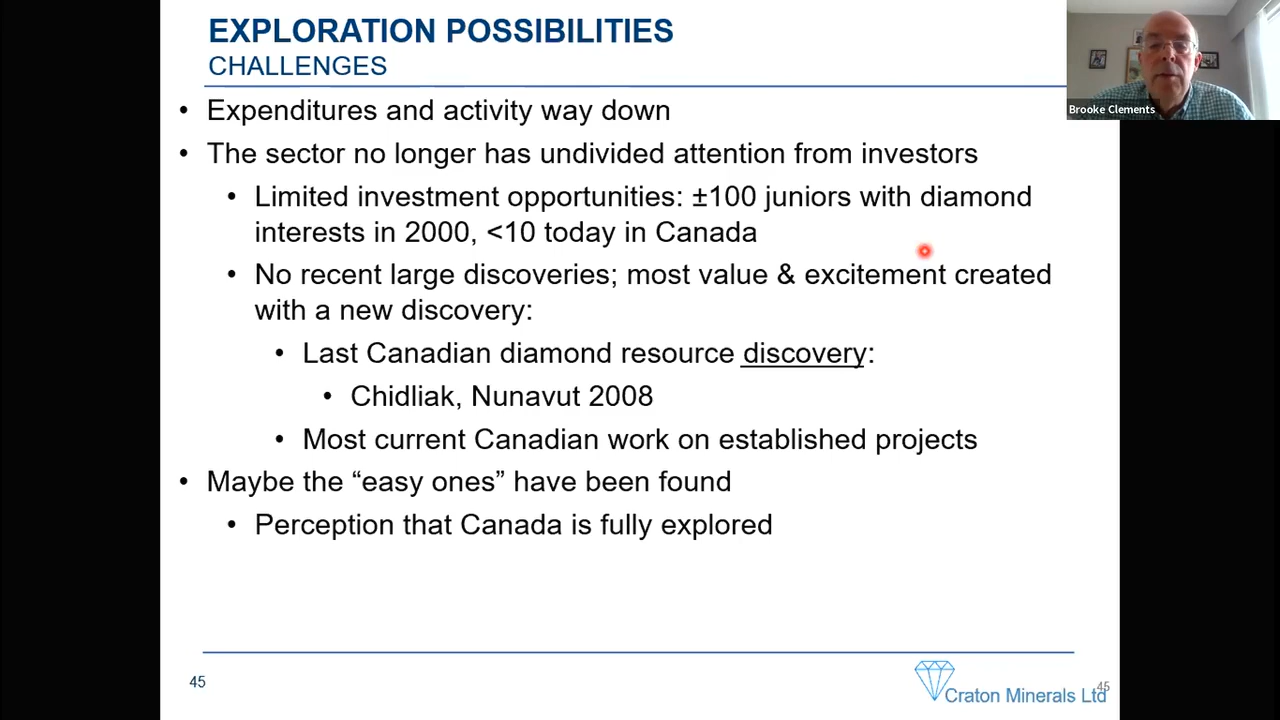 EXPLORATION POSSIBILITIES
CHALLENGES
Brooke Clements
• Expenditures and activity way down
• The sector no longer has undivided attention from investors
• Limited investment opportunities: ±100 juniors with diamond
interests in 2000, <10 today in Canada
• No recent large discoveries; most value & excitement created
with a new discovery:
• Last Canadian diamond resource discovery:
• Chidliak, Nunavut 2008
• Most current Canadian work on established projects
• Maybe the “easy ones” have been found
• Perception that Canada is fully explored
45
Craton Minerals Ltd
45